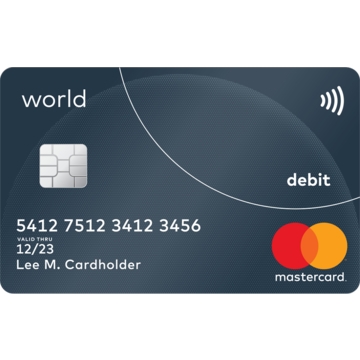 world
debit
5412 7512 3412 3456
VALID THRU
12/23
Lee M. Cardholder
mastercard.